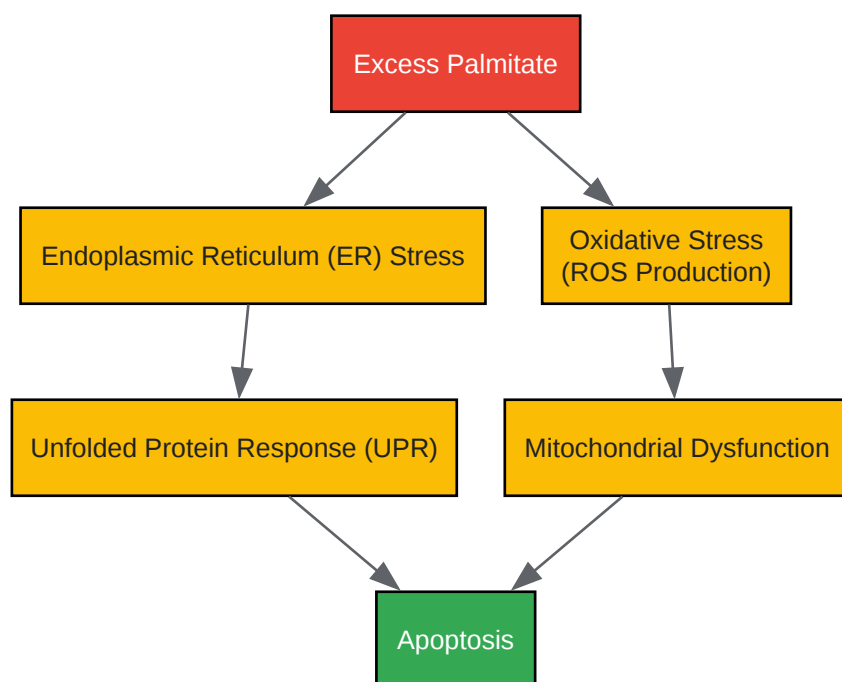 Excess Palmitate
Endoplasmic Reticulum (ER) Stress
Oxidative Stress
(ROS Production)
Unfolded Protein Response (UPR)
Mitochondrial Dysfunction
Apoptosis